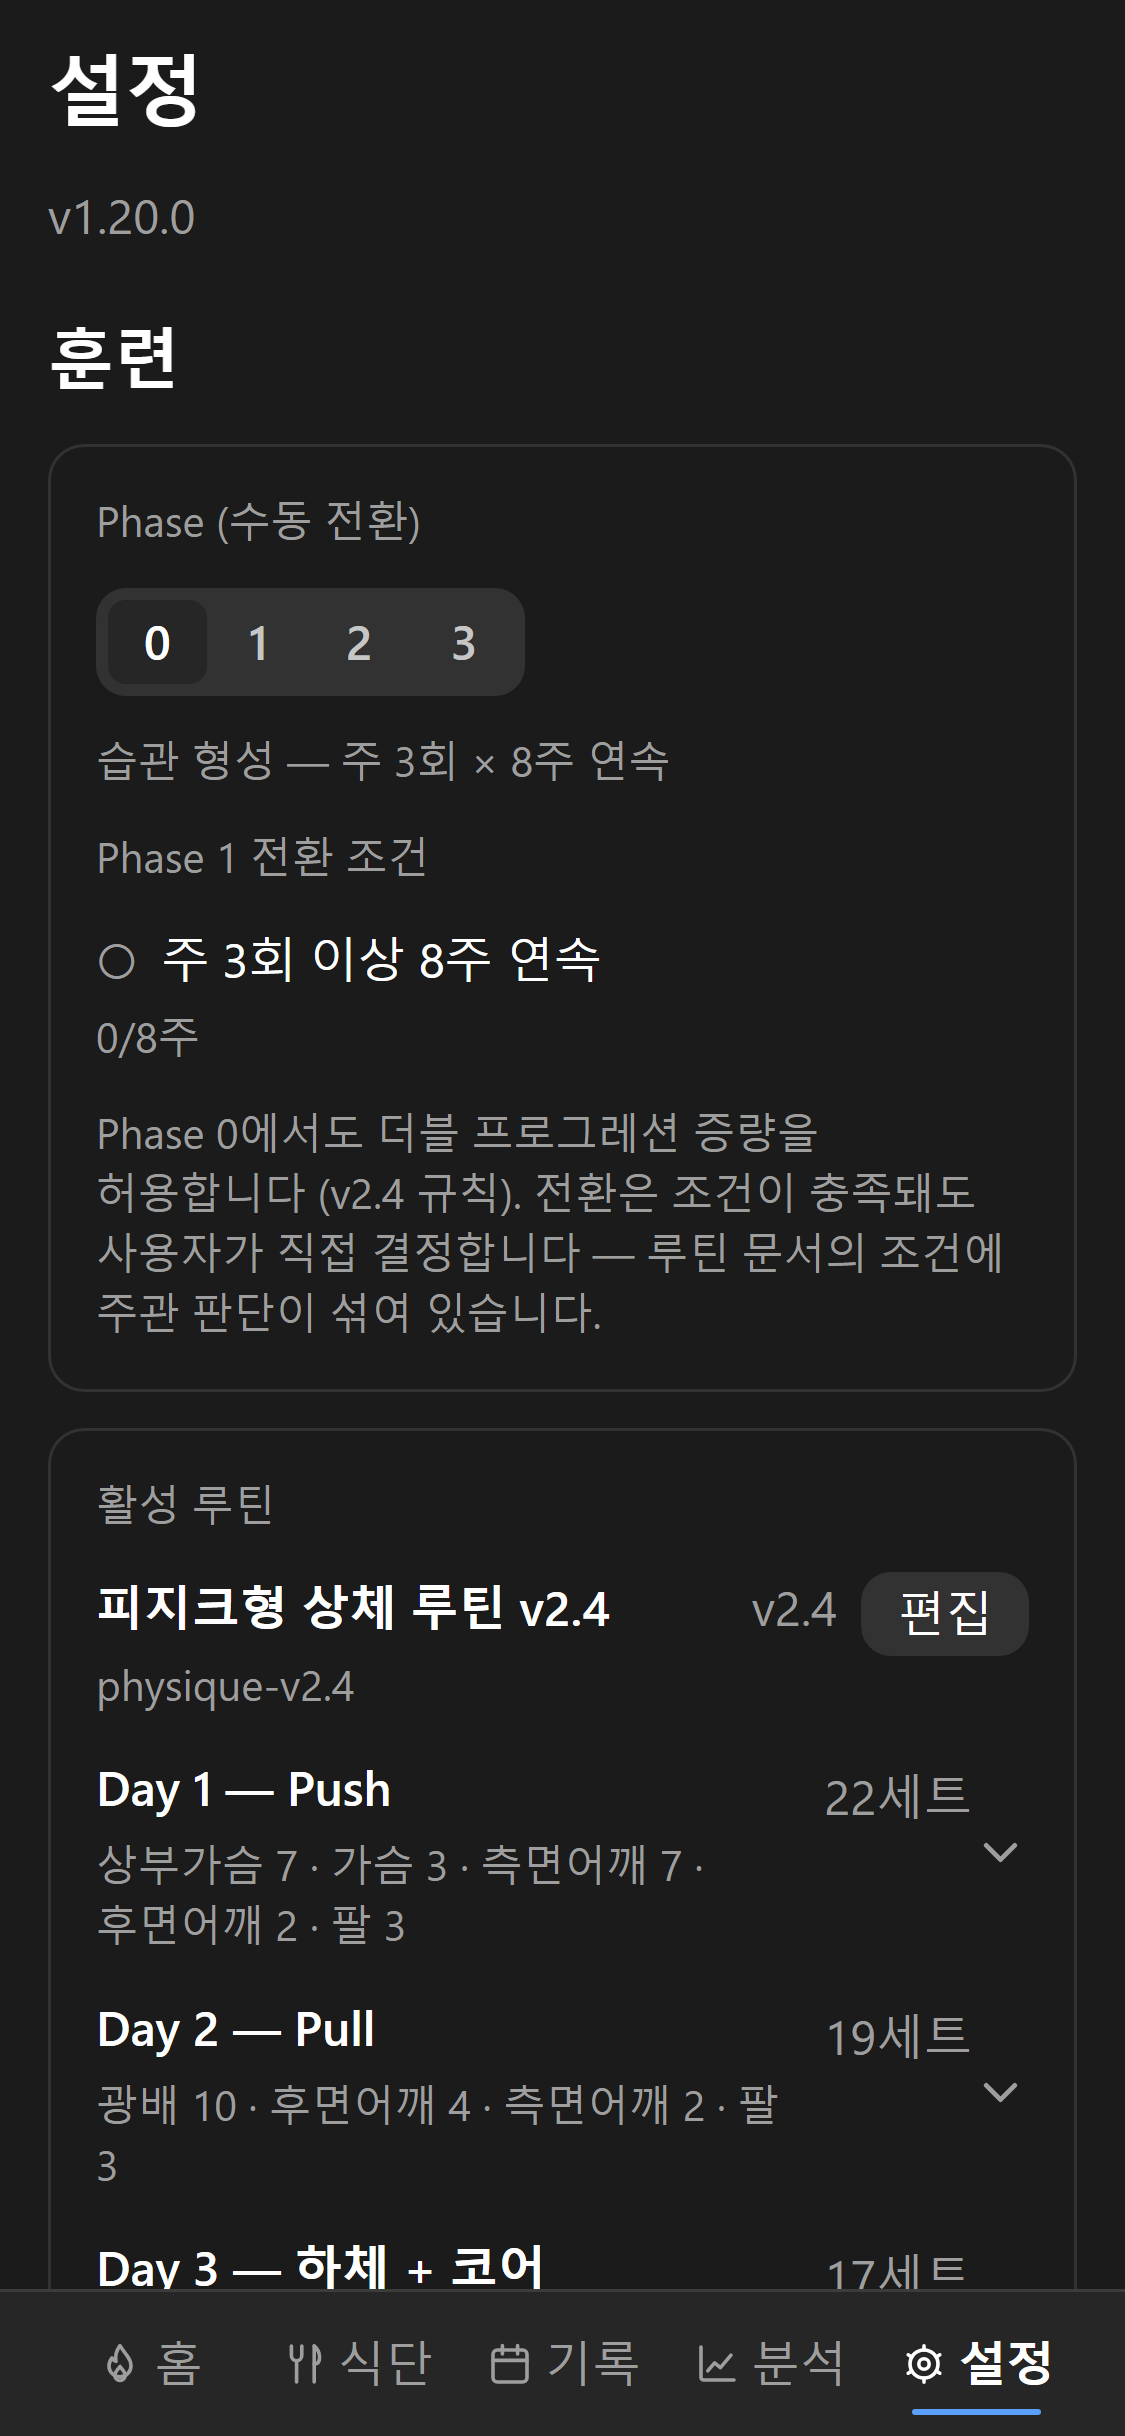 설정
v1.20.0
훈련
Phase (수동 전환)
0 1 2 3
습관 형성 — 주 3회 × 8주 연속
Phase 1 전환 조건
주 3회 이상 8주 연속
0/8주
Phase 0에서도 더블 프로그레션 증량을
허용합니다 (v2.4 규칙). 전환은 조건이 충족돼도
사용자가 직접 결정합니다 — 루틴 문서의 조건에
주관 판단이 섞여 있습니다.
활성 루틴
피지크형 상체 루틴 v2.4 v2.4 편집
physique-v2.4
Day 1 — Push 22세트
상부가슴 7 · 가슴 3 · 측면어깨 7 ·
후면어깨 2 · 팔 3
Day 2 — Pull 19세트
광배 10 · 후면어깨 4 · 측면어깨 2 · 팔
3
Day 3 — 하체 + 코어 17세트
홈 식단 기록 분석 설정